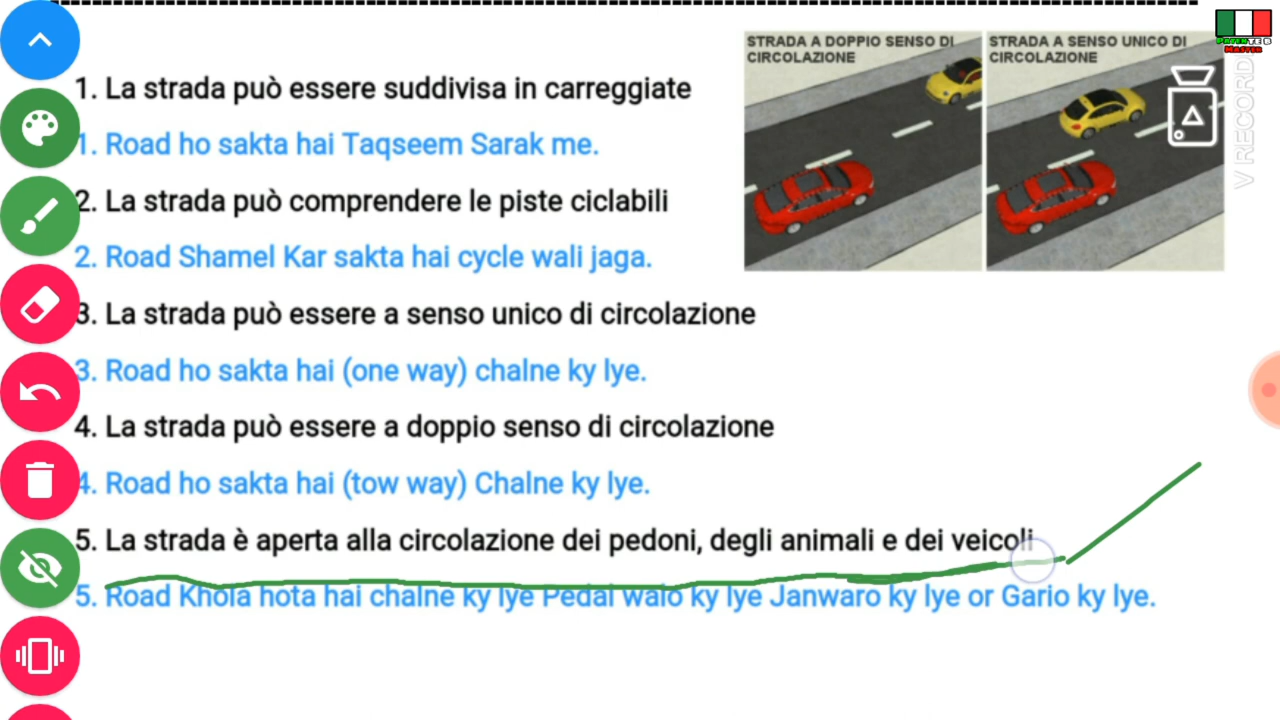 STRADA A DOPPIO SENSO DI
CIRCOLAZIONE
STRADA A SENSO UNICO DI
CIRCOLAZIONE
PATENTE B
MASTER
V RECORD
1. La strada può essere suddivisa in carreggiate
1. Road ho sakta hai Taqseem Sarak me.
2. La strada può comprendere le piste ciclabili
2. Road Shamel Kar sakta hai cycle wali jaga.
3. La strada può essere a senso unico di circolazione
3. Road ho sakta hai (one way) chalne ky lye.
4. La strada può essere a doppio senso di circolazione
4. Road ho sakta hai (tow way) Chalne ky lye.
5. La strada è aperta alla circolazione dei pedoni, degli animali e dei veicoli
5. Road Khola hota hai chalne ky lye Pedal walo ky lye Janwaro ky lye or Gario ky lye.